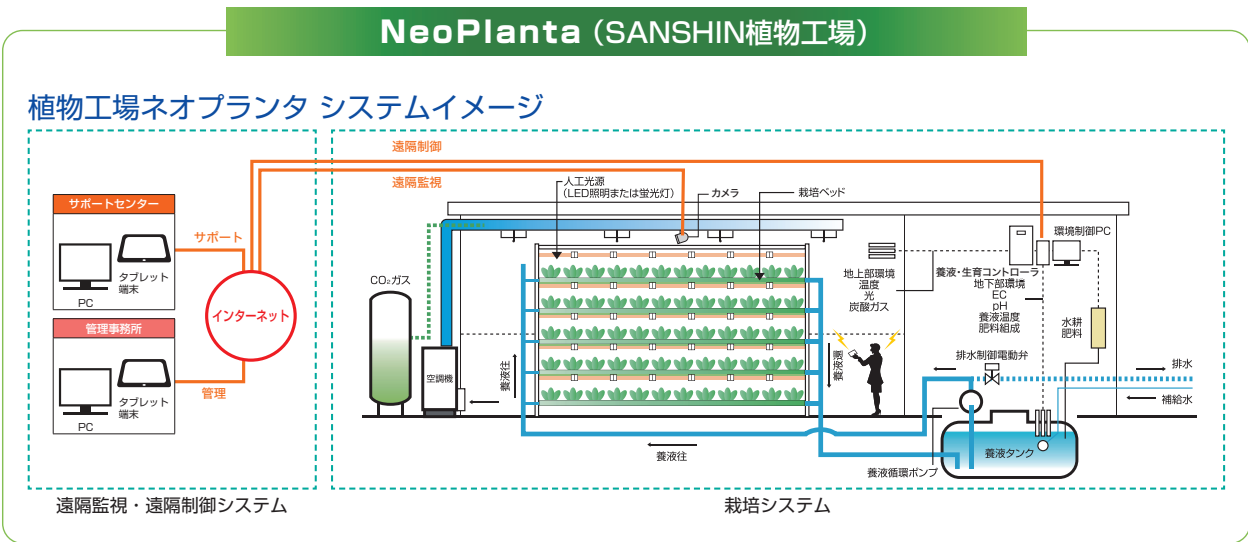 NeoPlanta（SANSHIN植物工場）
植物工場ネオプランタ システムイメージ
サポートセンター
PC
タブレット
端末
管理事務所
PC
タブレット
端末
サポート
管理
インターネット
遠隔監視・遠隔制御システム
遠隔制御
遠隔監視
人工光源
（LED照明または蛍光灯）
カメラ
栽培ベッド
CO₂ガス
空調機
養液往
養液還
地上部環境
温度
光
炭酸ガス
環境制御PC
養液・生育コントローラ
地下部環境
EC
pH
養液温度
肥料組成
水耕
肥料
排水制御電動弁
排水
補給水
養液タンク
養液循環ポンプ
養液往
栽培システム